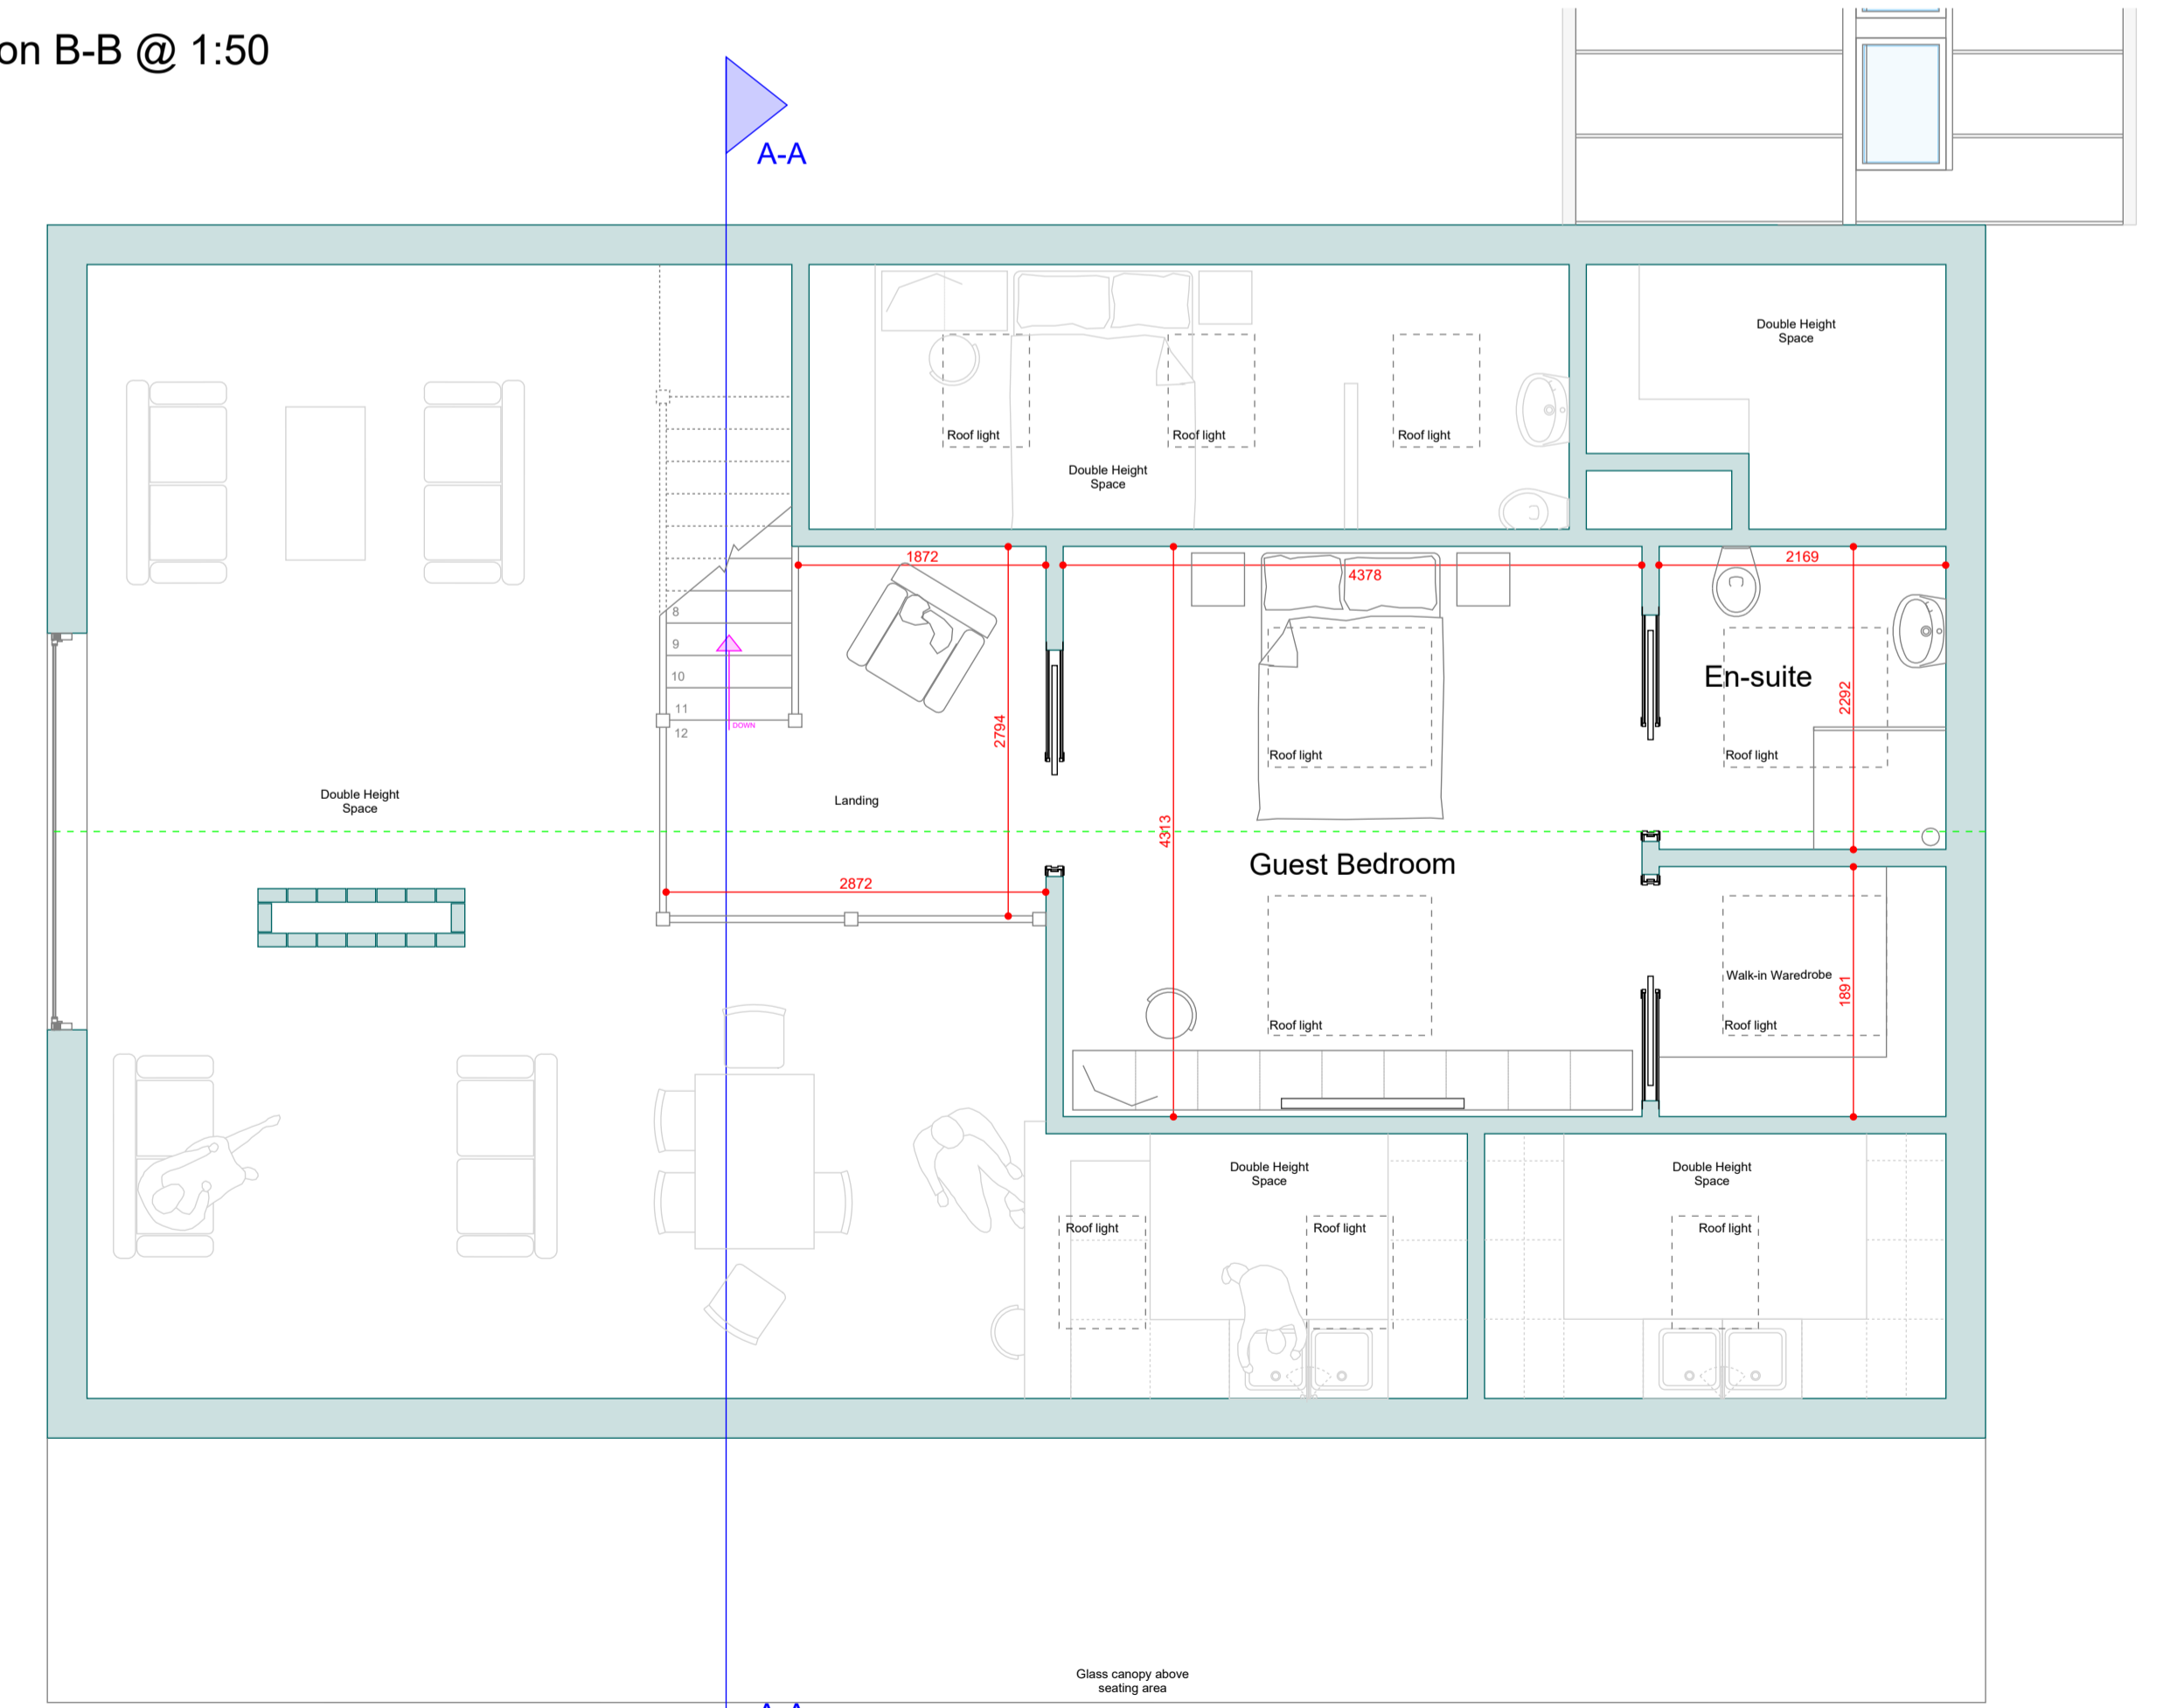 on B-B @ 1:50
A-A
Double Height
Space
Roof light
Roof light
Roof light
Double Height
Space
1872
4378
2169
8
9
10
11
12
DOWN
2794
En-suite
2292
Roof light
Roof light
Double Height
Space
Landing
4313
Guest Bedroom
2872
Walk-in Waredrobe
1891
Roof light
Roof light
Double Height
Space
Double Height
Space
Roof light
Roof light
Roof light
Glass canopy above
seating area
A-A